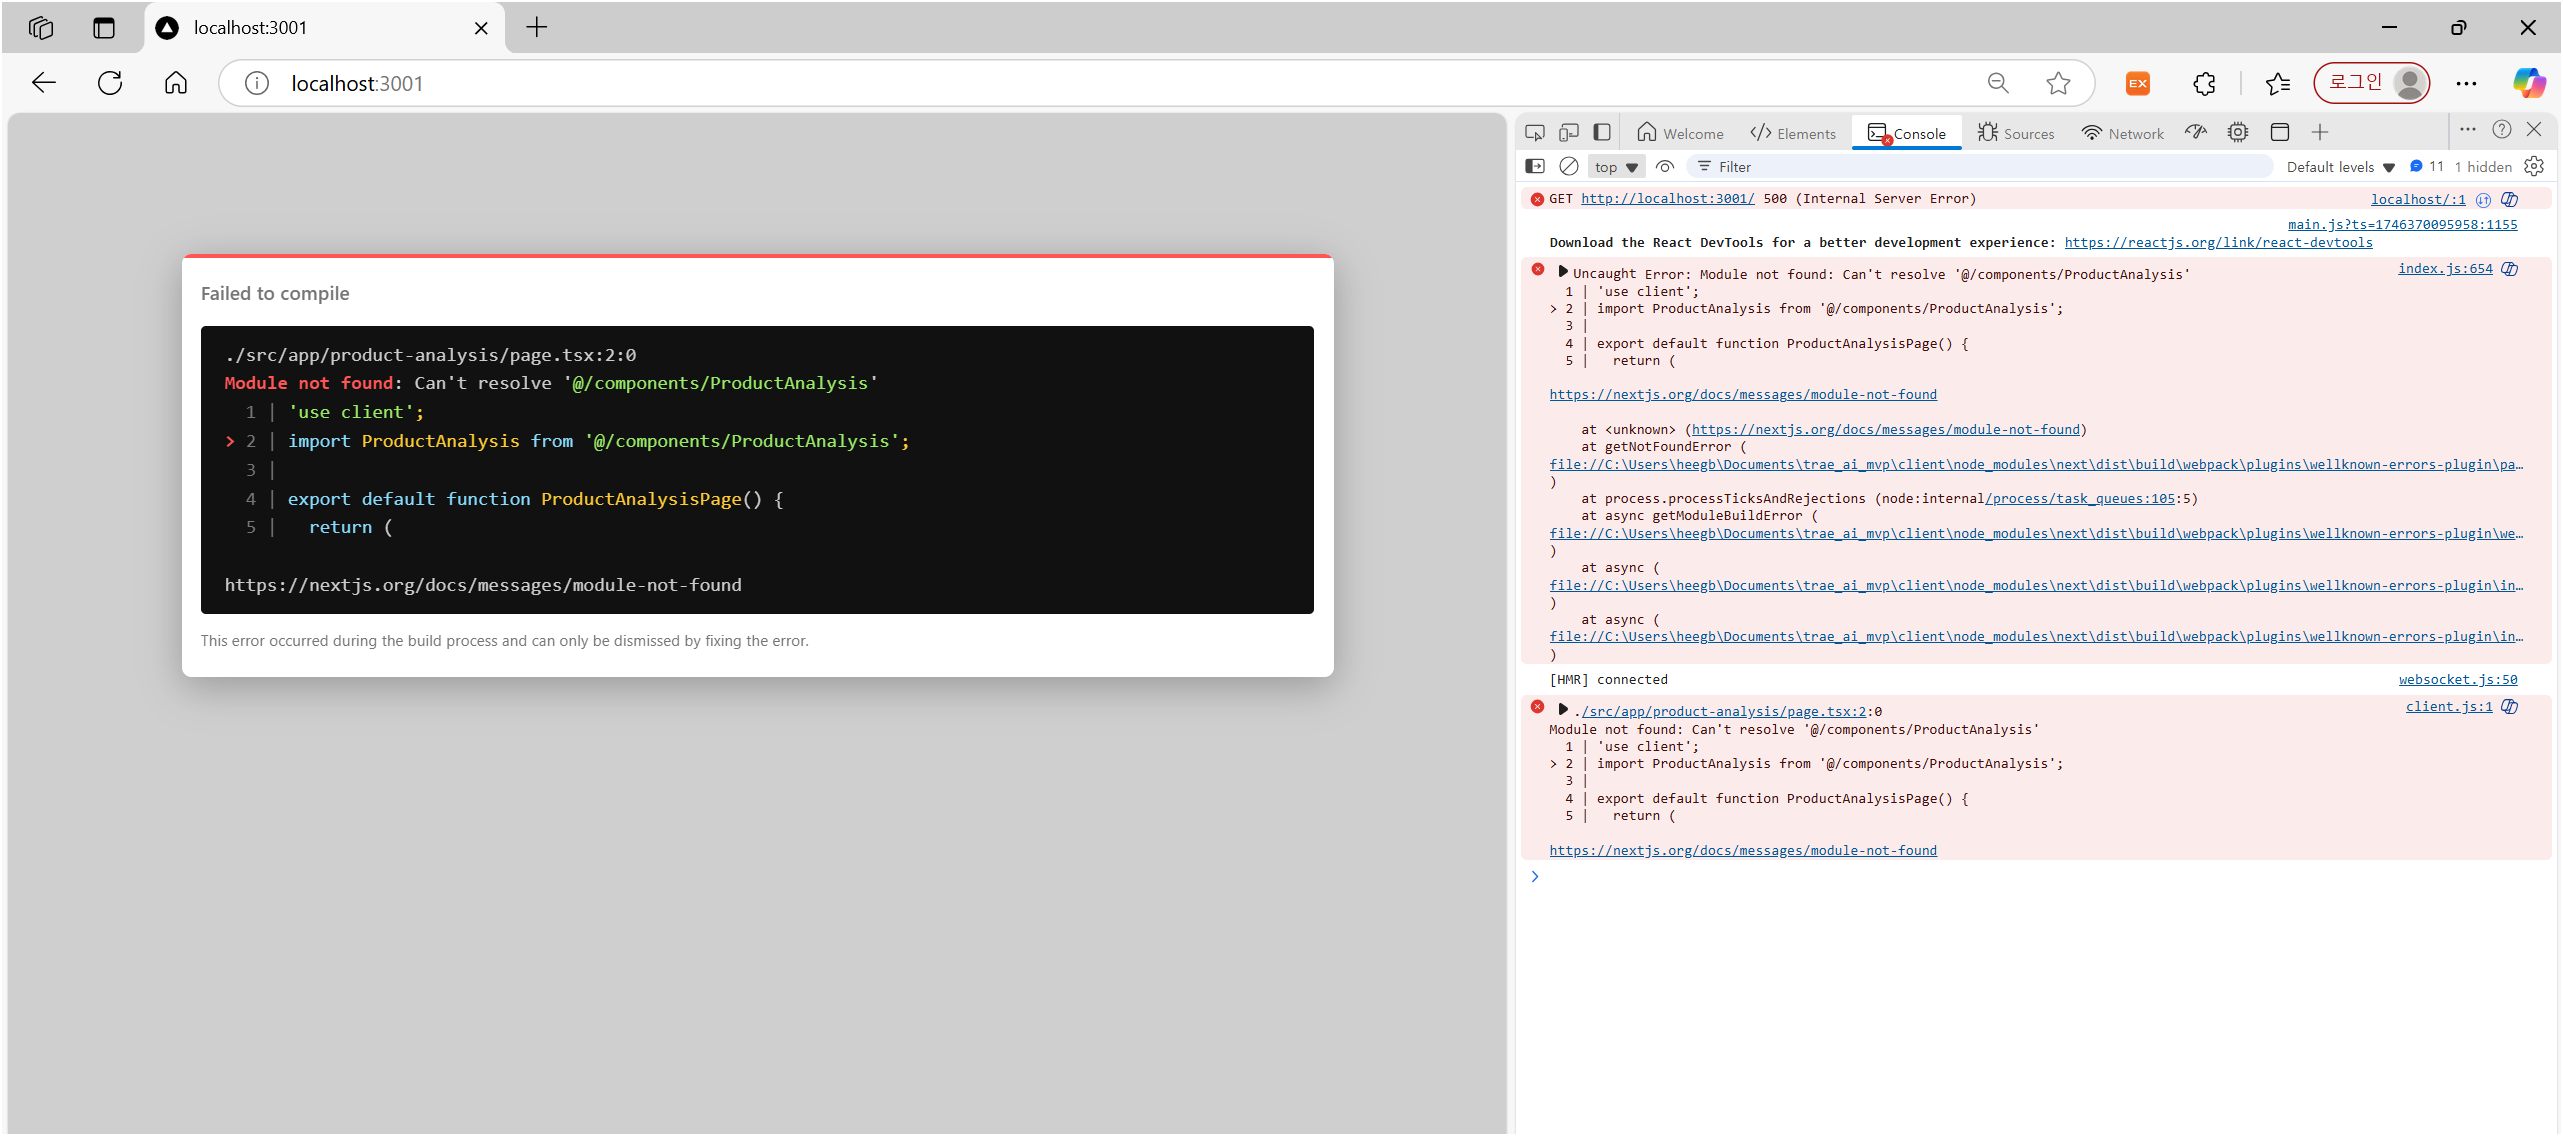 localhost:3001
localhost:3001
EX
로그인
Failed to compile
./src/app/product-analysis/page.tsx:2:0
Module not found: Can't resolve '@/components/ProductAnalysis'
1 | 'use client';
> 2 | import ProductAnalysis from '@/components/ProductAnalysis';
3 |
4 | export default function ProductAnalysisPage() {
5 |   return (
https://nextjs.org/docs/messages/module-not-found
This error occurred during the build process and can only be dismissed by fixing the error.
Welcome
Elements
Console
Sources
Network
top
Filter
Default levels
11
1 hidden
GET http://localhost:3001/ 500 (Internal Server Error)
localhost/:1
main.js?ts=1746370095958:1155
Download the React DevTools for a better development experience: https://reactjs.org/link/react-devtools
Uncaught Error: Module not found: Can't resolve '@/components/ProductAnalysis'
index.js:654
1 | 'use client';
> 2 | import ProductAnalysis from '@/components/ProductAnalysis';
3 |
4 | export default function ProductAnalysisPage() {
5 |   return (
https://nextjs.org/docs/messages/module-not-found
at <unknown> (https://nextjs.org/docs/messages/module-not-found)
at getNotFoundError (
file://C:\Users\heegb\Documents\trae_ai_mvp\client\node_modules\next\dist\build\webpack\plugins\wellknown-errors-plugin\pa…
)
at process.processTicksAndRejections (node:internal/process/task_queues:105:5)
at async getModuleBuildError (
file://C:\Users\heegb\Documents\trae_ai_mvp\client\node_modules\next\dist\build\webpack\plugins\wellknown-errors-plugin\we…
)
at async (
file://C:\Users\heegb\Documents\trae_ai_mvp\client\node_modules\next\dist\build\webpack\plugins\wellknown-errors-plugin\in…
)
at async (
file://C:\Users\heegb\Documents\trae_ai_mvp\client\node_modules\next\dist\build\webpack\plugins\wellknown-errors-plugin\in…
)
[HMR] connected
websocket.js:50
./src/app/product-analysis/page.tsx:2:0
client.js:1
Module not found: Can't resolve '@/components/ProductAnalysis'
1 | 'use client';
> 2 | import ProductAnalysis from '@/components/ProductAnalysis';
3 |
4 | export default function ProductAnalysisPage() {
5 |   return (
https://nextjs.org/docs/messages/module-not-found